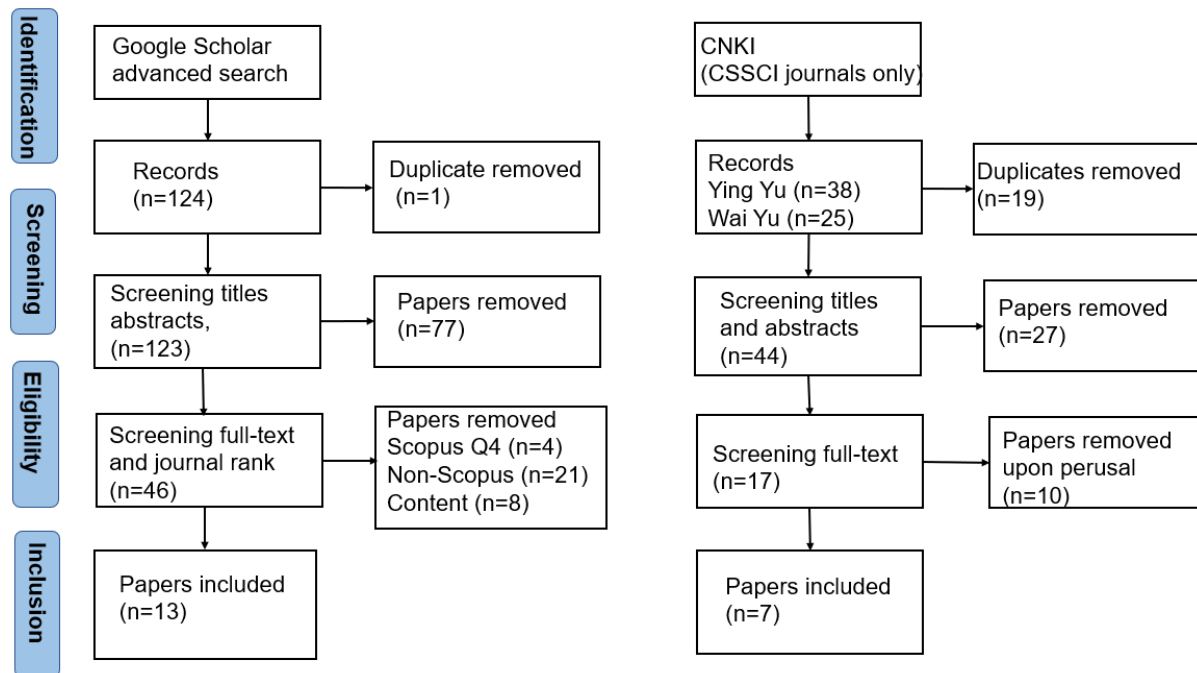 Identification
Google Scholar
advanced search
CNKI
(CSSCI journals only)
Records
(n=124)
Duplicate removed
(n=1)
Records
Ying Yu (n=38)
Wai Yu (n=25)
Duplicates removed
(n=19)
Screening
Screening titles
abstracts,
(n=123)
Papers removed
(n=77)
Screening titles
and abstracts
(n=44)
Papers removed
(n=27)
Eligibility
Screening full-text
and journal rank
(n=46)
Papers removed
Scopus Q4 (n=4)
Non-Scopus (n=21)
Content (n=8)
Screening full-text
(n=17)
Papers removed
upon perusal
(n=10)
Inclusion
Papers included
(n=13)
Papers included
(n=7)